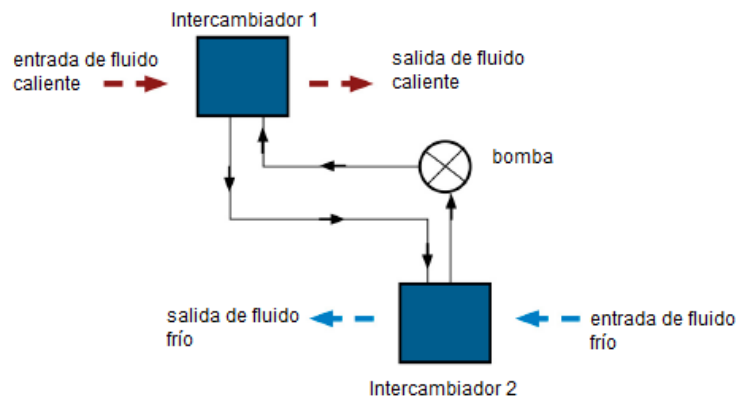 Intercambiador 1
entrada de fluido
caliente
salida de fluido
caliente
bomba
salida de fluido
frío
entrada de fluido
frío
Intercambiador 2